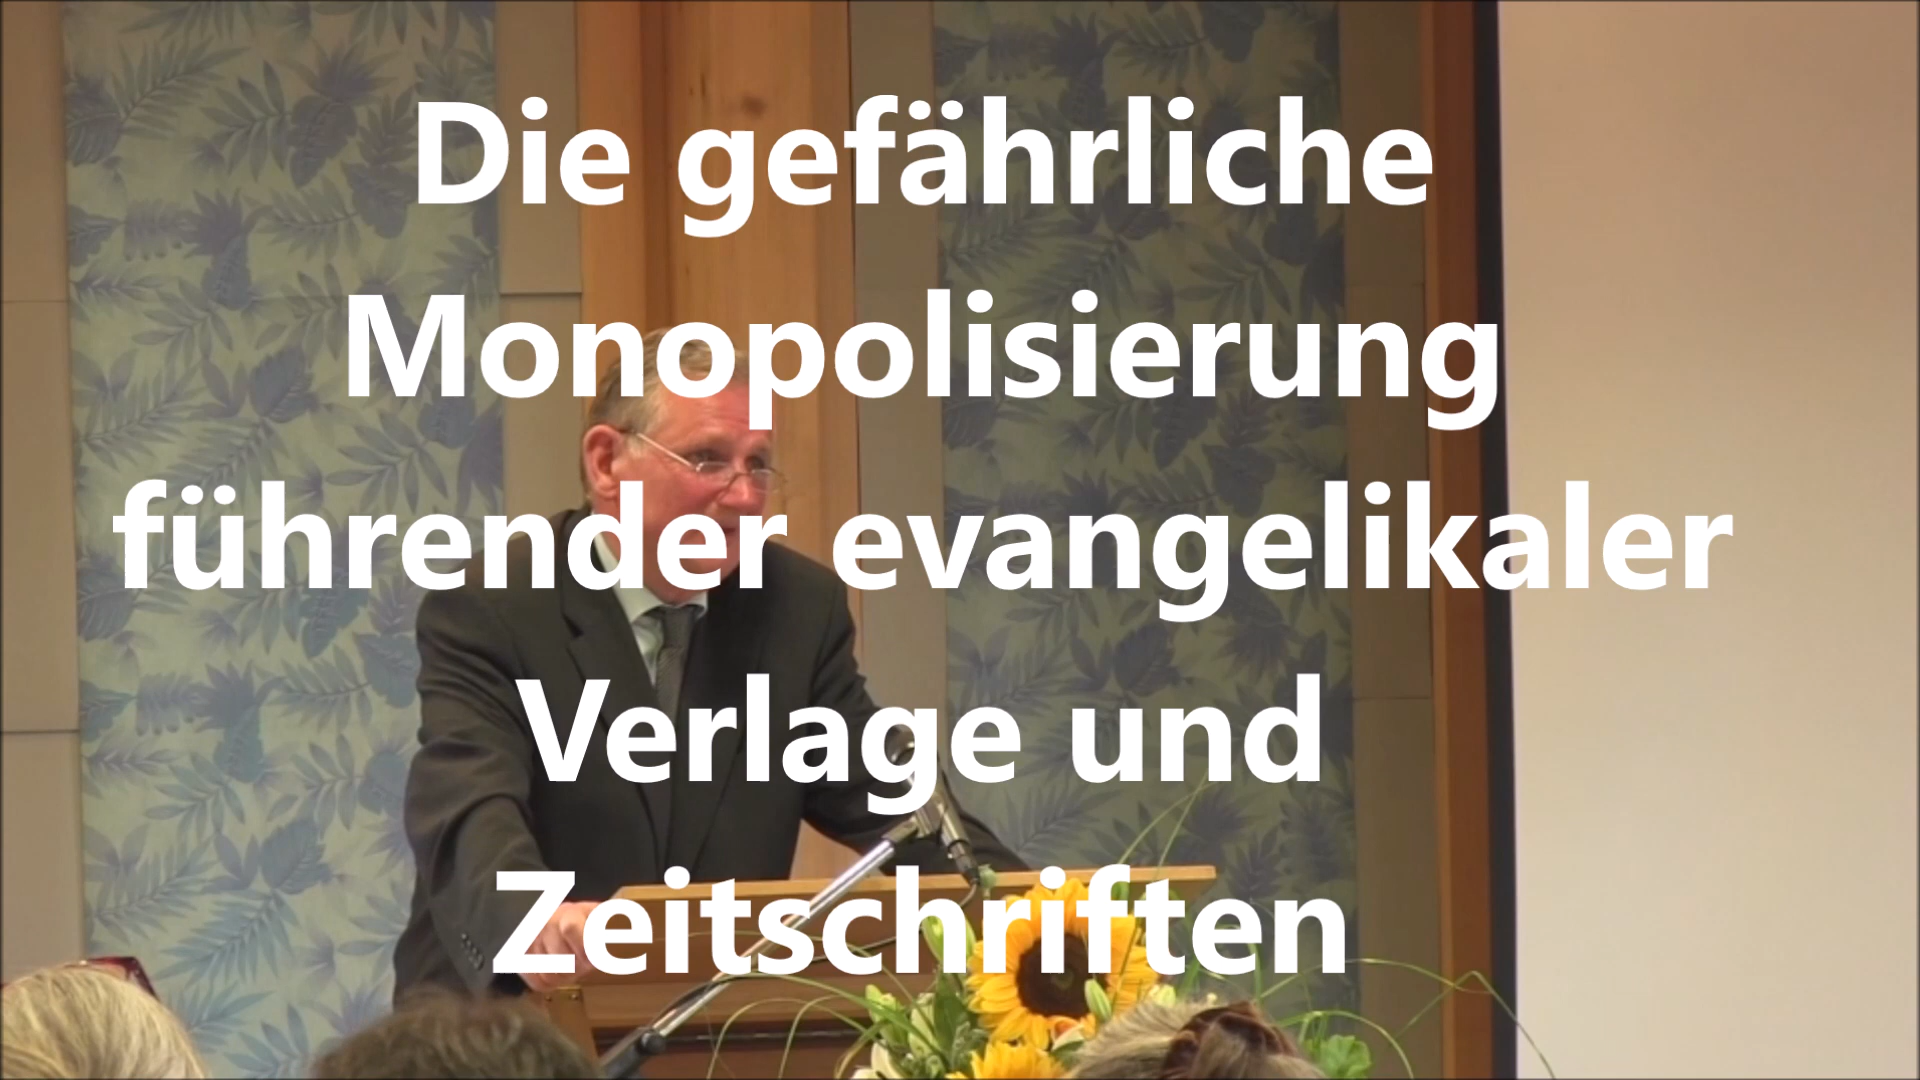 Die gefährliche
Monopolisierung
führender evangelikaler
Verlage und
Zeitschriften